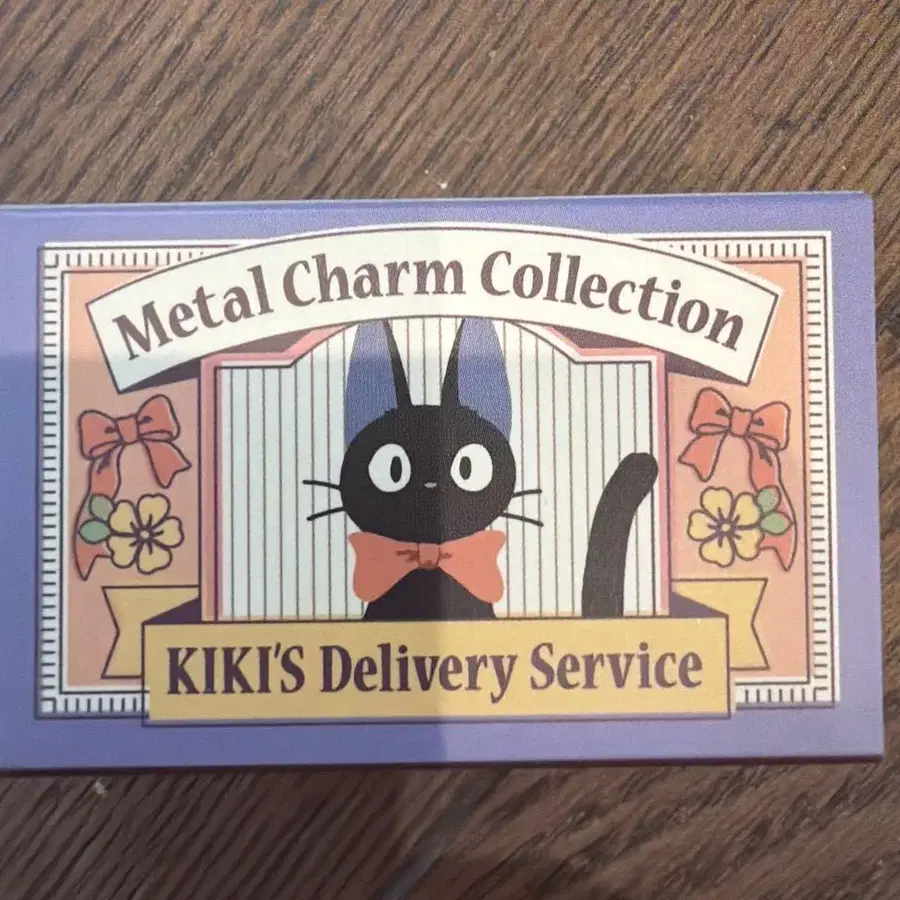 Metal Charm Collection
KIKI'S Delivery Service